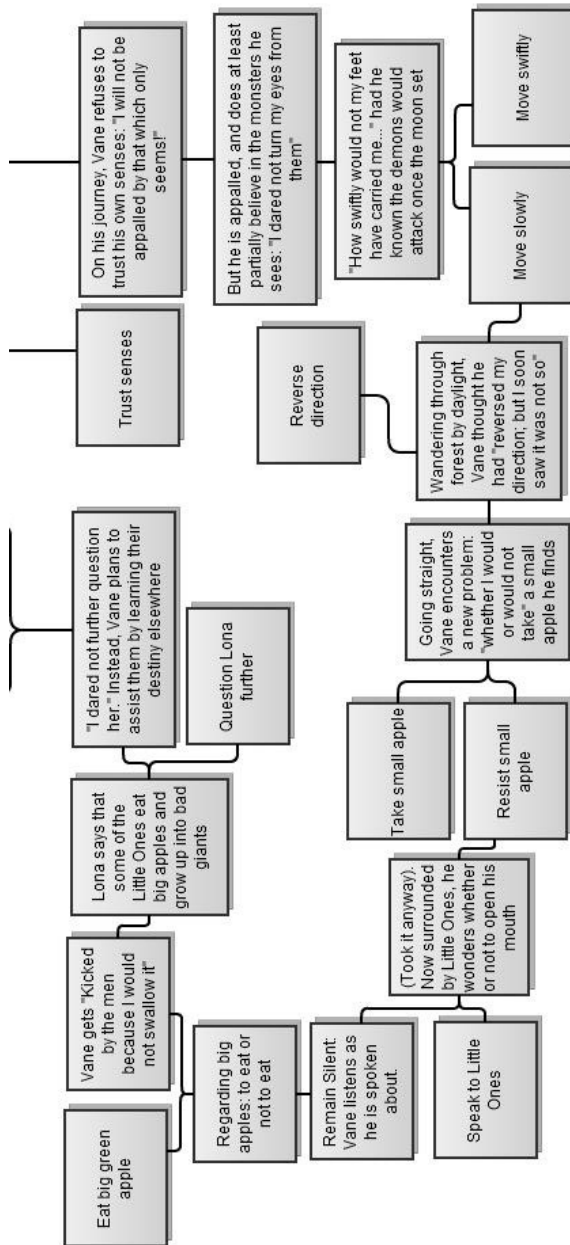 On his journey, Vane refuses to
trust his own senses: "I will not be
appalled by that which only
seems!"
Trust senses
But he is appalled, and does at least
partially believe in the monsters he
sees: "I dared not turn my eyes from
them"
"How swiftly would not my feet
have carried me..." had he
known the demons would
attack once the moon set
Move swiftly
Move slowly
Reverse
direction
Wandering through
forest by daylight,
Vane thought he
had "reversed my
direction; but I soon
saw it was not so"
Going straight,
Vane encounters
a new problem:
"whether I would
or would not
take" a small
apple he finds
Take small apple
Resist small
apple
(Took it anyway).
Now surrounded
by Little Ones, he
wonders whether
or not to open his
mouth
Remain Silent:
Vane listens as
he is spoken
about.
Speak to Little
Ones
Regarding big
apples: to eat or
not to eat
Eat big green
apple
Vane gets "Kicked
by the men
because I would
not swallow it"
Lona says that
some of the
Little Ones eat
big apples and
grow up into bad
giants
"I dared not further question
her." Instead, Vane plans to
assist them by learning their
destiny elsewhere
Question Lona
further